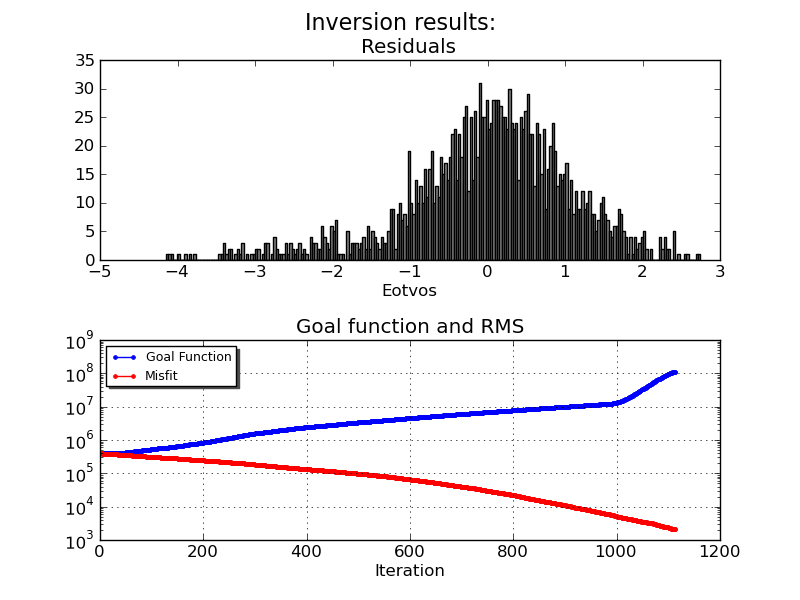 Inversion results:
Residuals
35
30
25
20
15
10
5
0
−5 −4 −3 −2 −1 0 1 2 3
Eotvos
Goal function and RMS
10^9
10^8
10^7
10^6
10^5
10^4
10^3
Goal Function
Misfit
0 200 400 600 800 1000 1200
Iteration